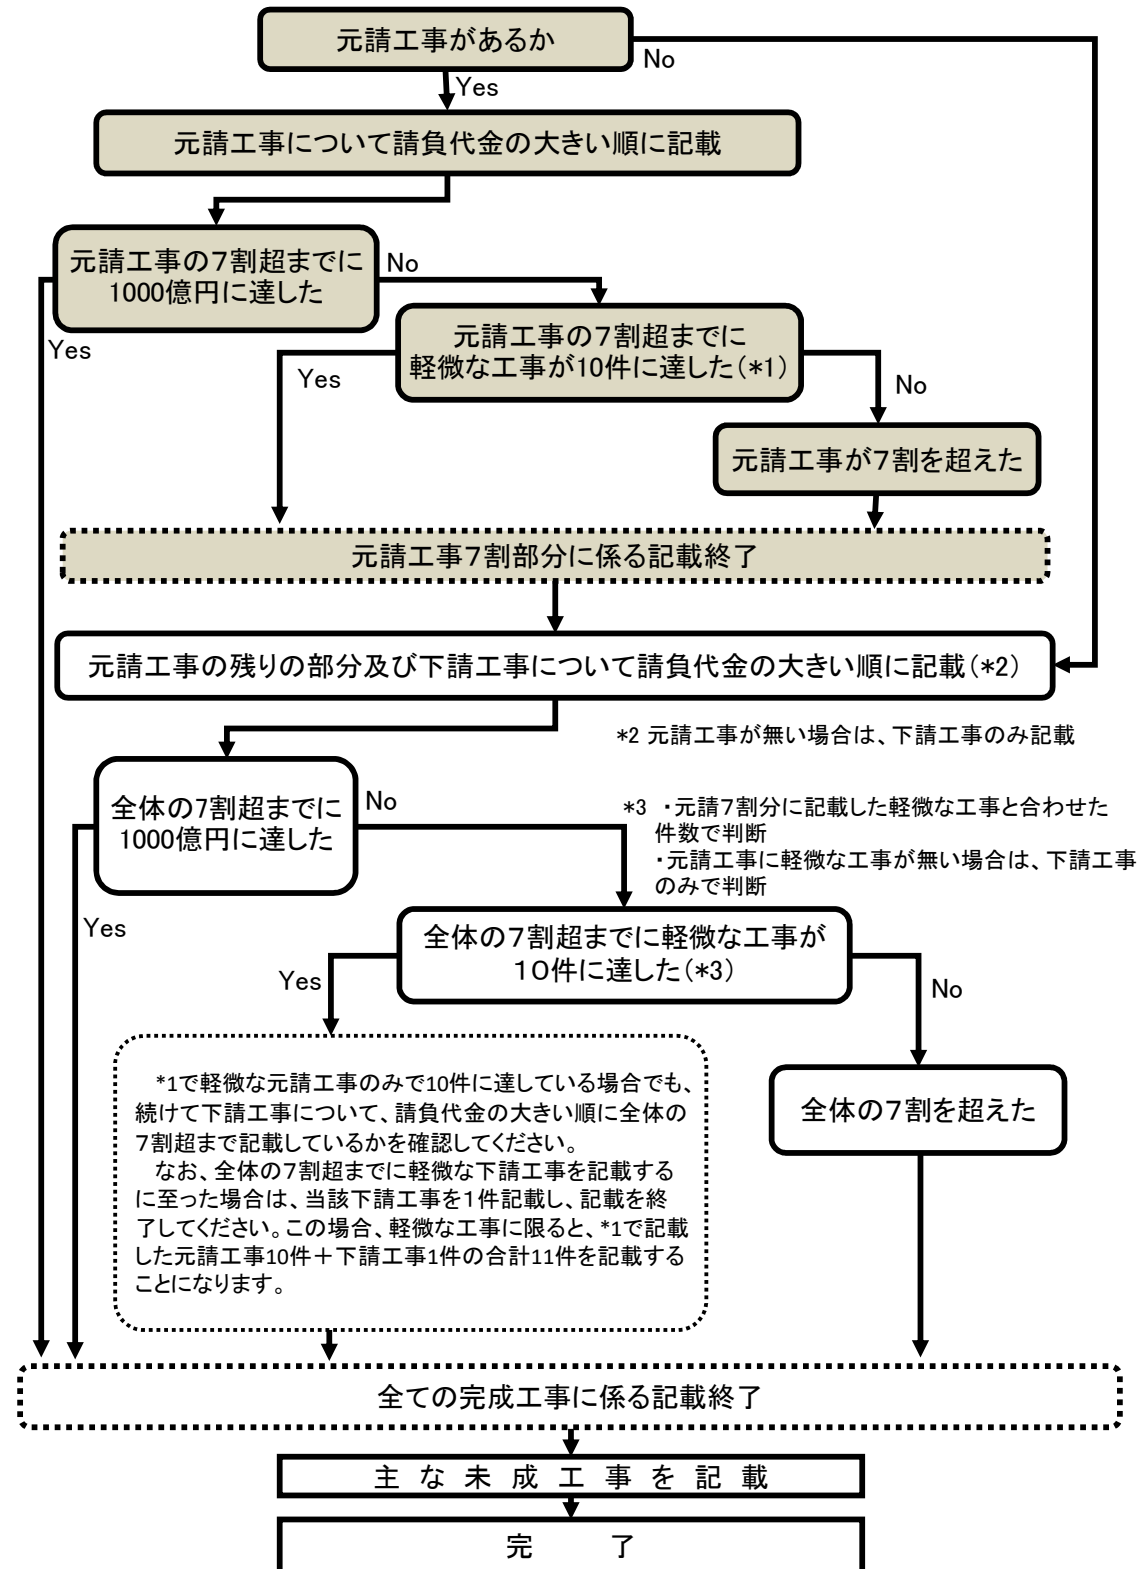 元請工事があるか
No
Yes
元請工事について請負代金の大きい順に記載
元請工事の7割超までに
1000億円に達した
No
Yes
元請工事の7割超までに
軽微な工事が10件に達した(*1)
Yes
No
元請工事が7割を超えた
元請工事7割部分に係る記載終了
元請工事の残りの部分及び下請工事について請負代金の大きい順に記載(*2)
*2 元請工事が無い場合は、下請工事のみ記載
全体の7割超までに
1000億円に達した
No
Yes
*3 ・元請7割分に記載した軽微な工事と合わせた
件数で判断
・元請工事に軽微な工事が無い場合は、下請工事
のみで判断
全体の7割超までに軽微な工事が
10件に達した(*3)
Yes
No
*1で軽微な元請工事のみで10件に達している場合でも、
続けて下請工事について、請負代金の大きい順に全体の
7割超まで記載しているかを確認してください。
なお、全体の7割超までに軽微な下請工事を記載する
に至った場合は、当該下請工事を1件記載し、記載を終
了してください。この場合、軽微な工事に限ると、*1で記載
した元請工事10件+下請工事1件の合計11件を記載する
ことになります。
全体の7割を超えた
全ての完成工事に係る記載終了
主な未成工事を記載
完 了